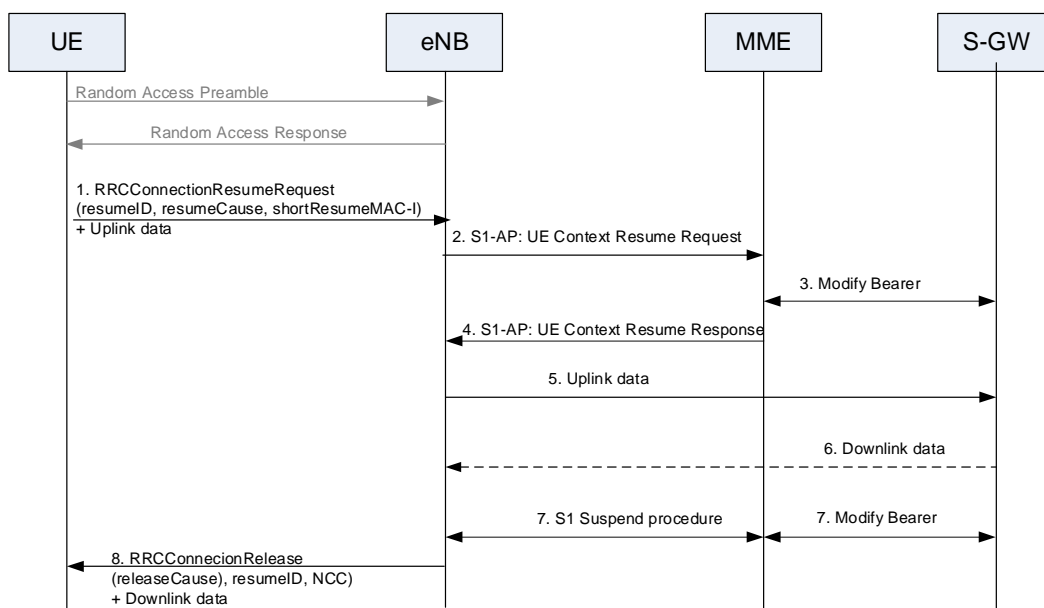 UE
eNB
MME
S-GW
Random Access Preamble
Random Access Response
1. RRCConnectionResumeRequest
(resumeID, resumeCause, shortResumeMAC-I)
+ Uplink data
2. S1-AP: UE Context Resume Request
3. Modify Bearer
4. S1-AP: UE Context Resume Response
5. Uplink data
6. Downlink data
7. S1 Suspend procedure
7. Modify Bearer
8. RRCConnecionRelease
(releaseCause), resumeID, NCC)
+ Downlink data